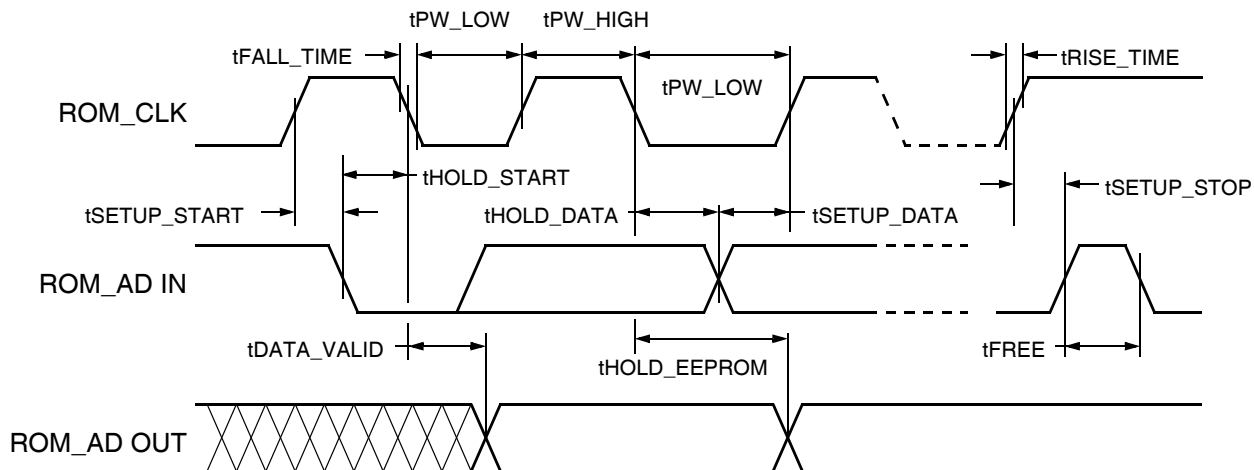 tPW_LOW
tPW_HIGH
tFALL_TIME
tRISE_TIME
tPW_LOW
ROM_CLK
tHOLD_START
tSETUP_STOP
tSETUP_START
tHOLD_DATA
tSETUP_DATA
ROM_AD IN
tDATA_VALID
tHOLD_EEPROM
tFREE
ROM_AD OUT